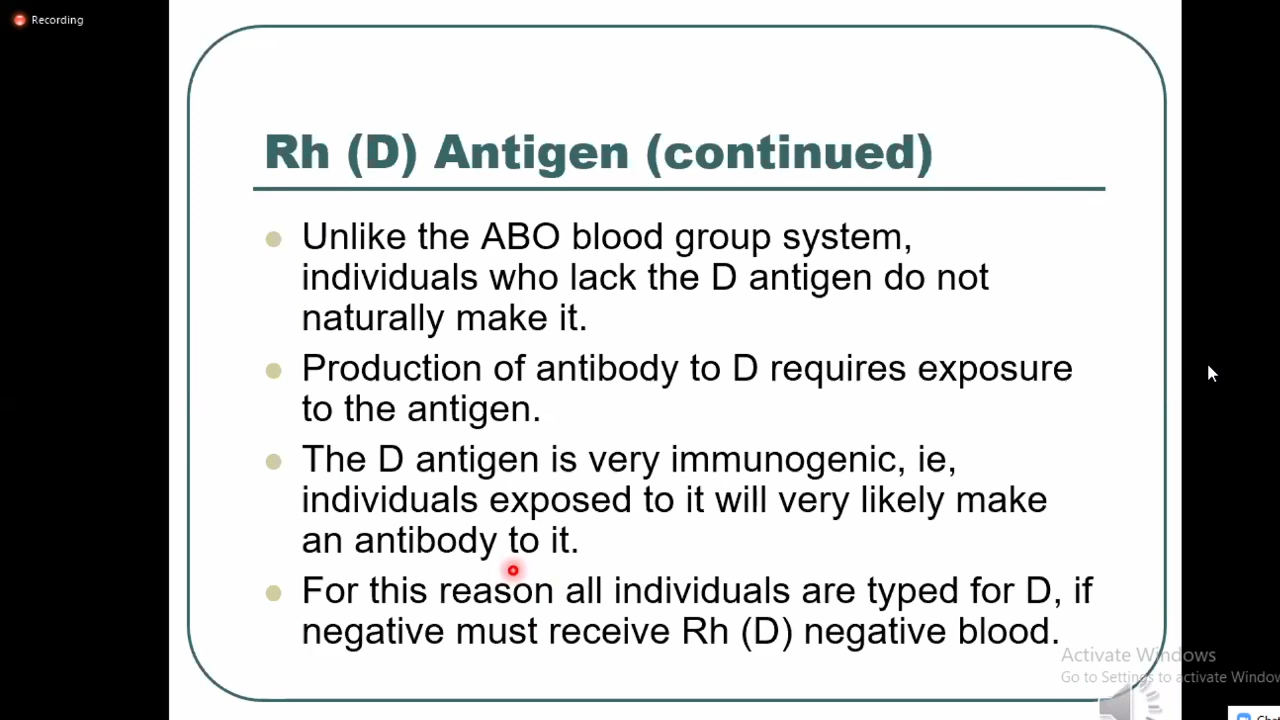 Recording
Rh (D) Antigen (continued)
Unlike the ABO blood group system,
individuals who lack the D antigen do not
naturally make it.
Production of antibody to D requires exposure
to the antigen.
The D antigen is very immunogenic, ie,
individuals exposed to it will very likely make
an antibody to it.
For this reason all individuals are typed for D, if
negative must receive Rh (D) negative blood.
Activate Windows
Go to Settings to activate Window